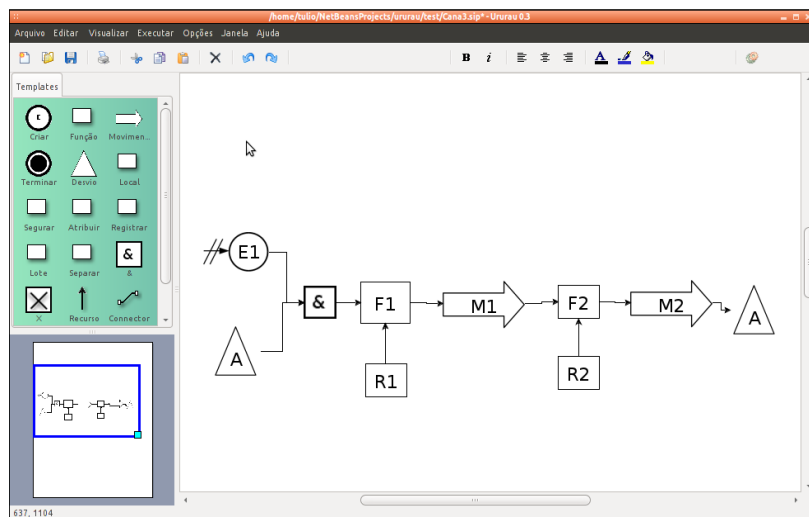 /home/tulio/NetBeansProjects/ururau/test/Cana3.sip* - Ururau 0.3
Arquivo Editar Visualizar Executar Opções Janela Ajuda
B i A
Templates
Criar Função Movimen...
Terminar Desvio Local
Segurar Atribuir Registrar
&
Lote Separar &
X Recurso Connector
E1
& F1 M1 F2 M2 A
A
R1 R2
637, 1104